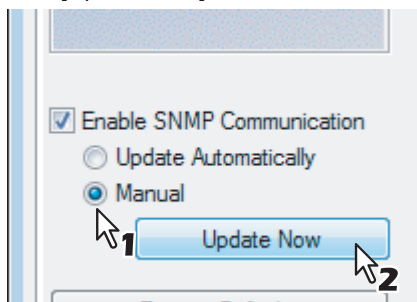 Enable SNMP Communication
Update Automatically
Manual
1
Update Now
2